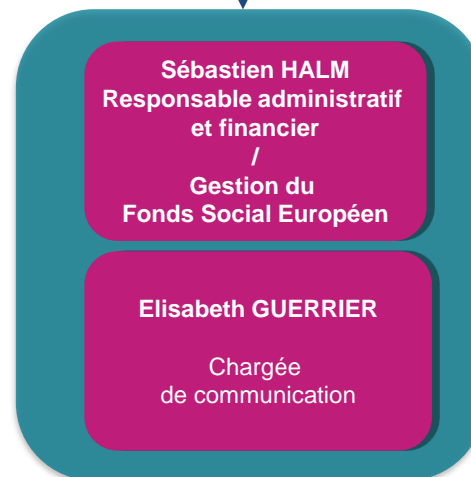 Sébastien HALM
Responsable administratif
et financier
/
Gestion du
Fonds Social Européen
Elisabeth GUERRIER
Chargée
de communication